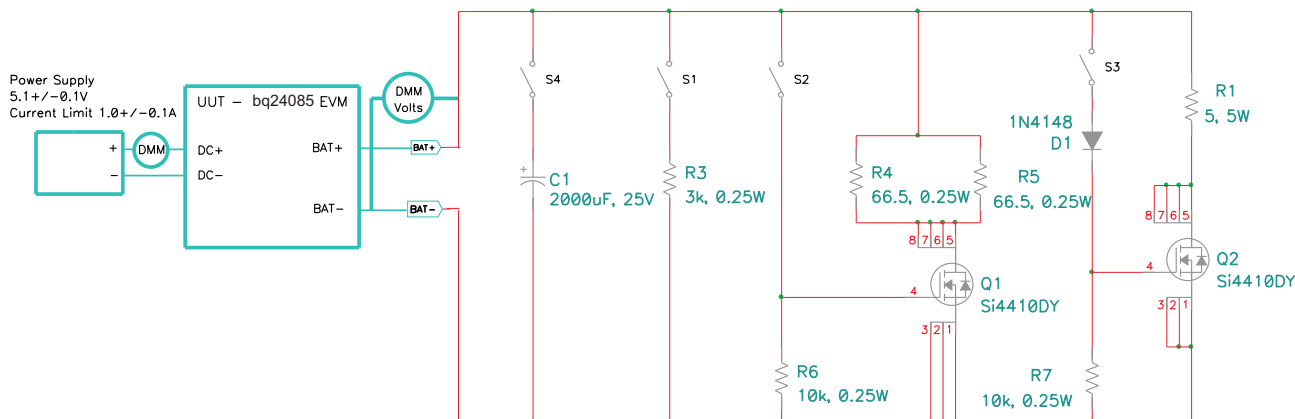 Power Supply
5.1+/-0.1V
Current Limit 1.0+/-0.1A
+
-
DMM
UUT - bq24085 EVM
DC+
DC-
BAT+
BAT-
DMM
Volts
BAT+
BAT-
S4
+
C1
2000uF, 25V
S1
R3
3k, 0.25W
S2
R6
10k, 0.25W
R4
66.5, 0.25W
R5
66.5, 0.25W
8 7 6 5
4
Q1
Si4410DY
3 2 1
S3
1N4148
D1
R7
10k, 0.25W
R1
5, 5W
8 7 6 5
4
Q2
Si4410DY
3 2 1